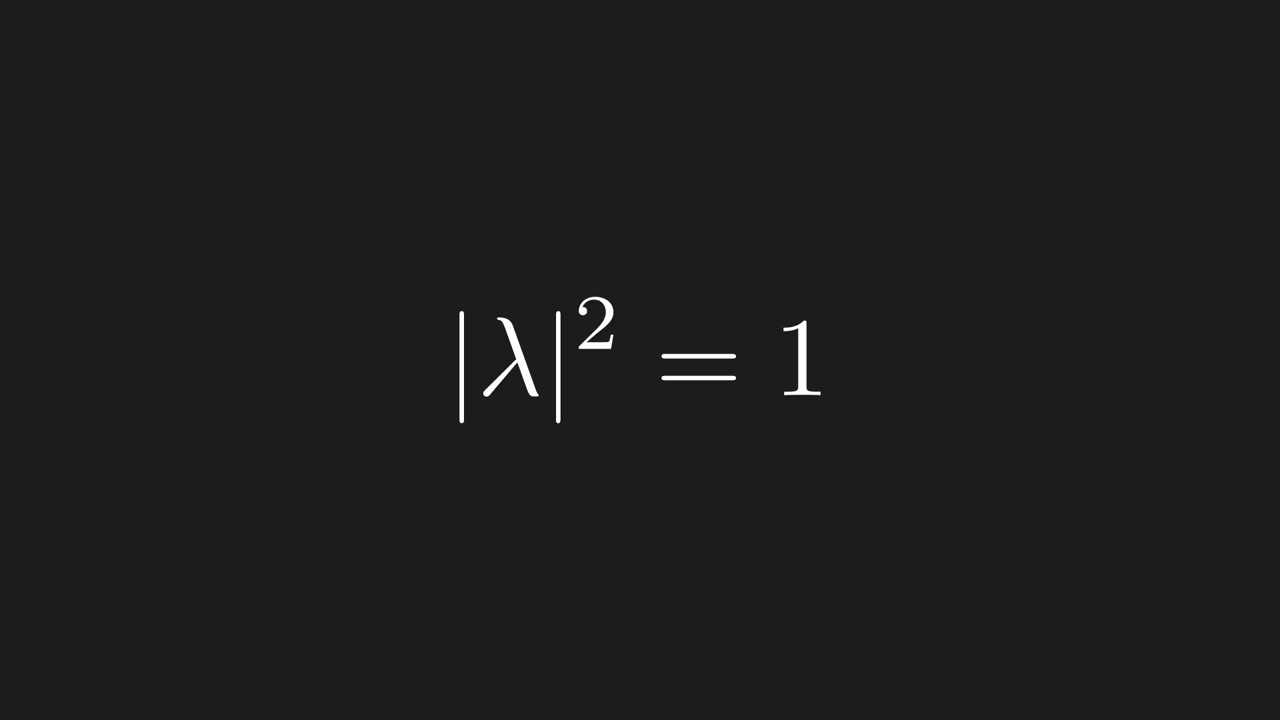 |λ|² = 1